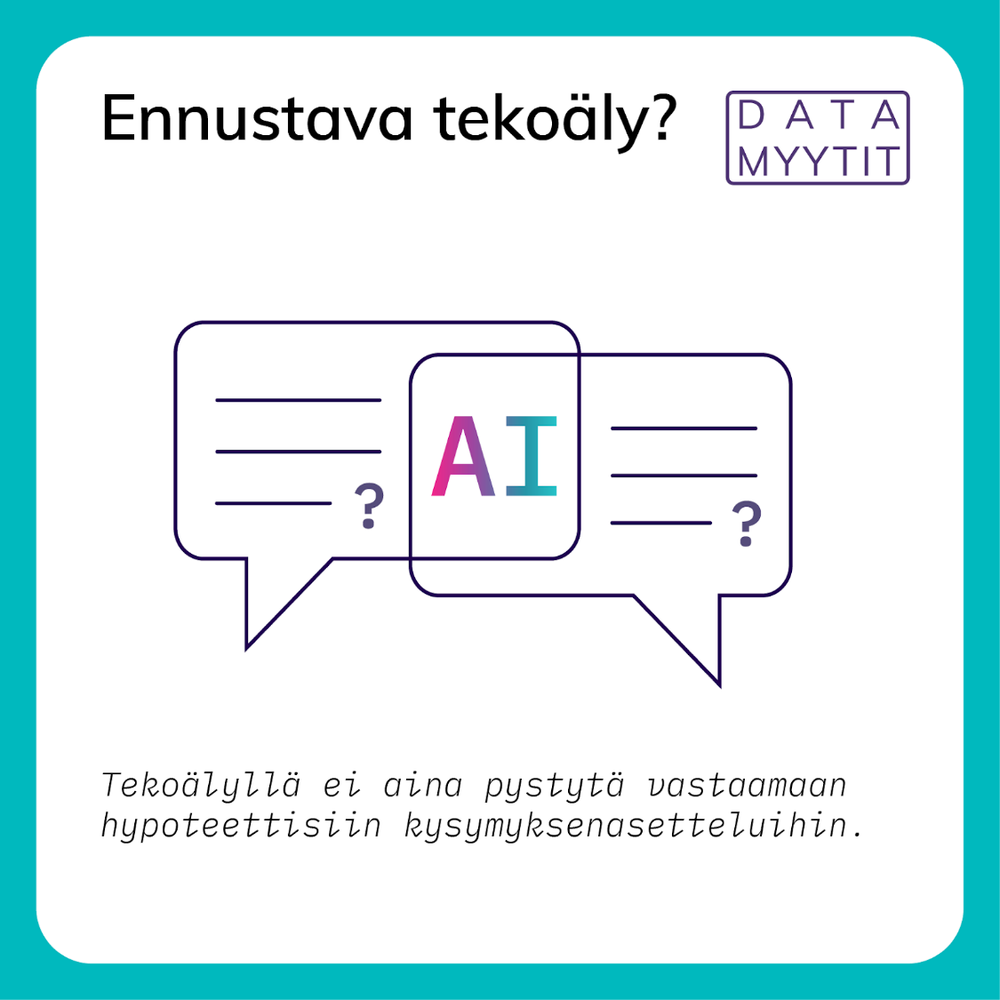 Ennustava tekoäly?
DATA
MYYTIT
AI
?
?
Tekoälyllä ei aina pystytä vastaamaan
hypoteettisiin kysymyksenasetteluihin.